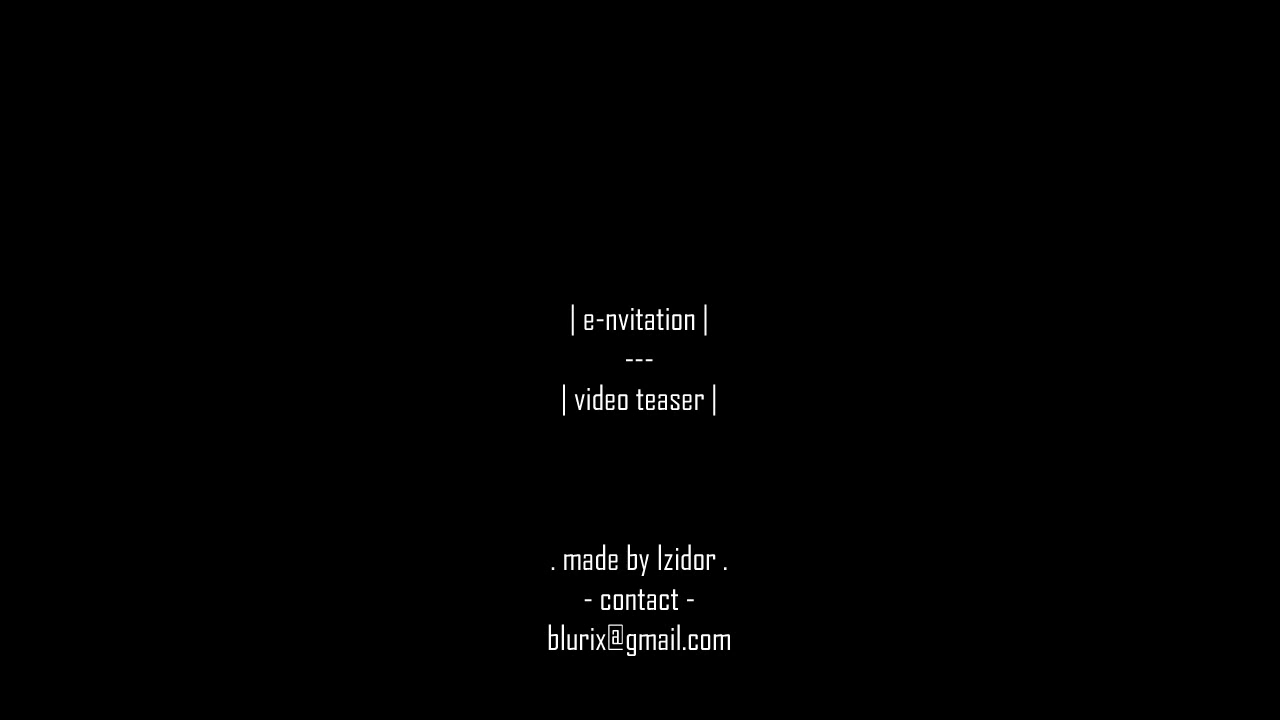 | e-nvitation |
---
| video teaser |
. made by Izidor .
- contact -
blurix@gmail.com